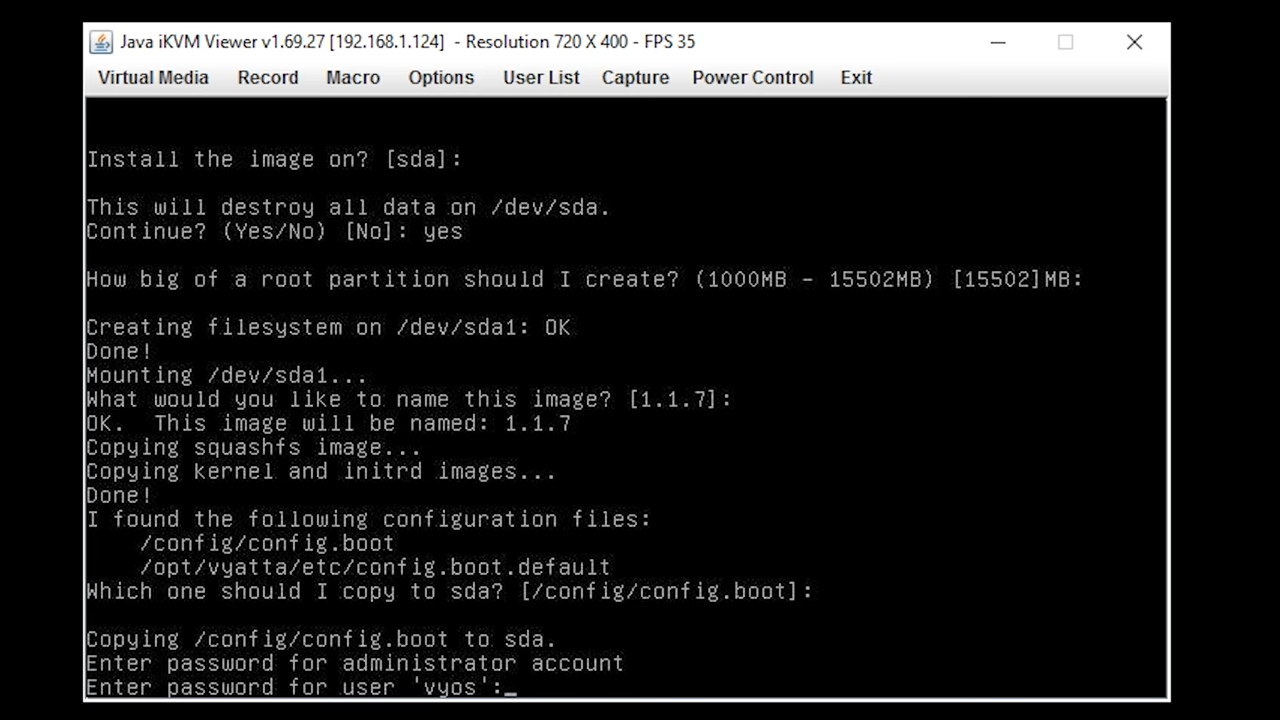 Java iKVM Viewer v1.69.27 [192.168.1.124] - Resolution 720 X 400 - FPS 35
Virtual Media Record Macro Options User List Capture Power Control Exit
Install the image on? [sda]:
This will destroy all data on /dev/sda.
Continue? (Yes/No) [No]: yes
How big of a root partition should I create? (1000MB - 15502MB) [15502]MB:
Creating filesystem on /dev/sda1: OK
Done!
Mounting /dev/sda1...
What would you like to name this image? [1.1.7]:
OK.  This image will be named: 1.1.7
Copying squashfs image...
Copying kernel and initrd images...
Done!
I found the following configuration files:
    /config/config.boot
    /opt/vyatta/etc/config.boot.default
Which one should I copy to sda? [/config/config.boot]:
Copying /config/config.boot to sda.
Enter password for administrator account
Enter password for user 'vyos':_